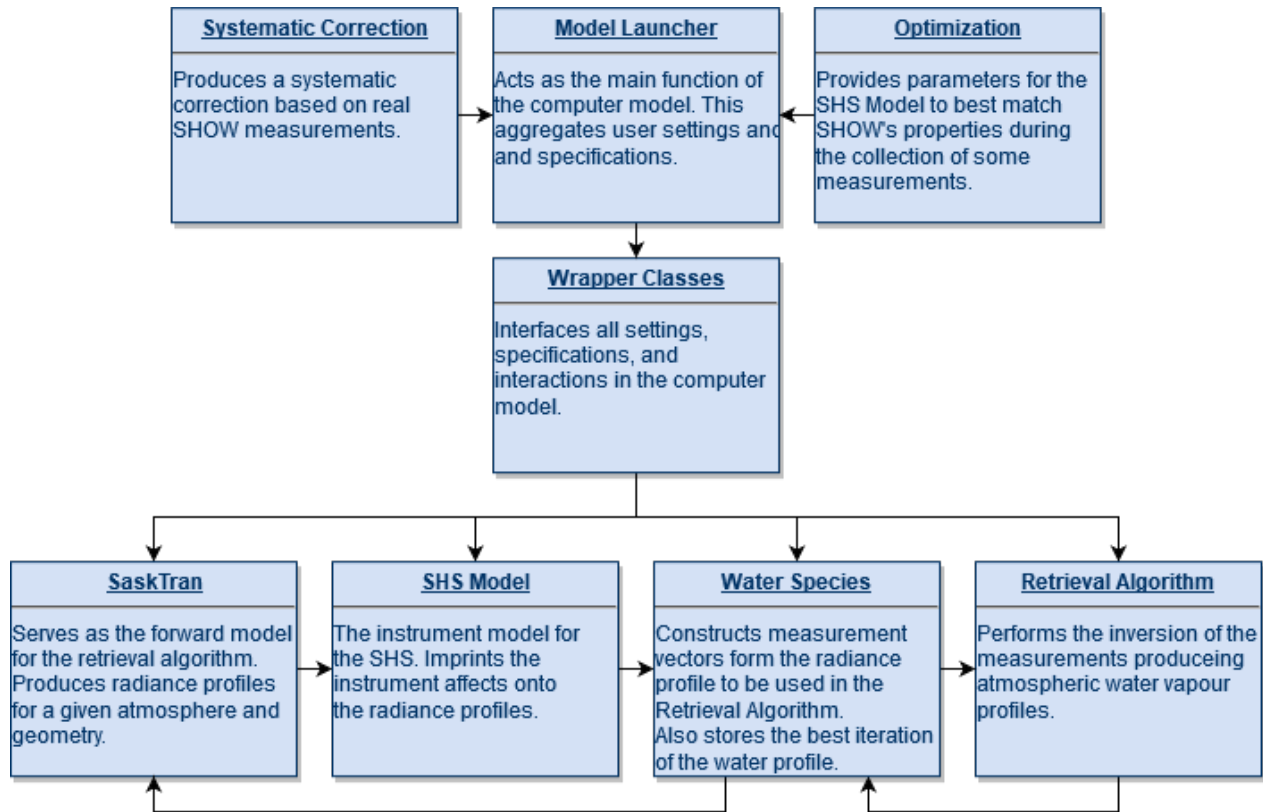 Systematic Correction
Produces a systematic
correction based on real
SHOW measurements.
Model Launcher
Acts as the main function of
the computer model. This
aggregates user settings and
and specifications.
Optimization
Provides parameters for the
SHS Model to best match
SHOW's properties during
the collection of some
measurements.
Wrapper Classes
Interfaces all settings,
specifications, and
interactions in the computer
model.
SaskTran
Serves as the forward model
for the retrieval algorithm.
Produces radiance profiles
for a given atmosphere and
geometry.
SHS Model
The instrument model for
the SHS. Imprints the
instrument affects onto
the radiance profiles.
Water Species
Constructs measurement
vectors form the radiance
profile to be used in the
Retrieval Algorithm.
Also stores the best iteration
of the water profile.
Retrieval Algorithm
Performs the inversion of the
measurements produceing
atmospheric water vapour
profiles.